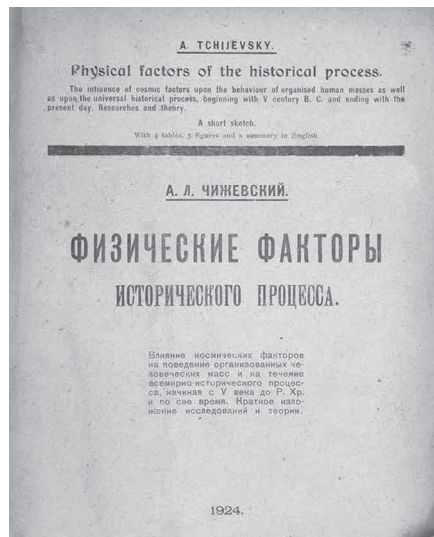 A. TCHIJEVSKY.
Physical factors of the historical process.
The influence of cosmic factors upon the behaviour of organised human masses as well
as upon the universal historical process, beginning with V century B. C. and ending with the
present day. Researches and theory.
A short sketch.
With 4 tables, 5 figures and a summary in English
А. Л. ЧИЖЕВСКИЙ.
ФИЗИЧЕСКИЕ ФАКТОРЫ
ИСТОРИЧЕСКОГО ПРОЦЕССА.
Влияние космических факторов
на поведение организованных че-
ловеческих масс и на течение
всемирно-исторического процес-
са, начиная с V века до Р. Хр.
и по сие время. Краткое изло-
жение исследований и теории.
1924.